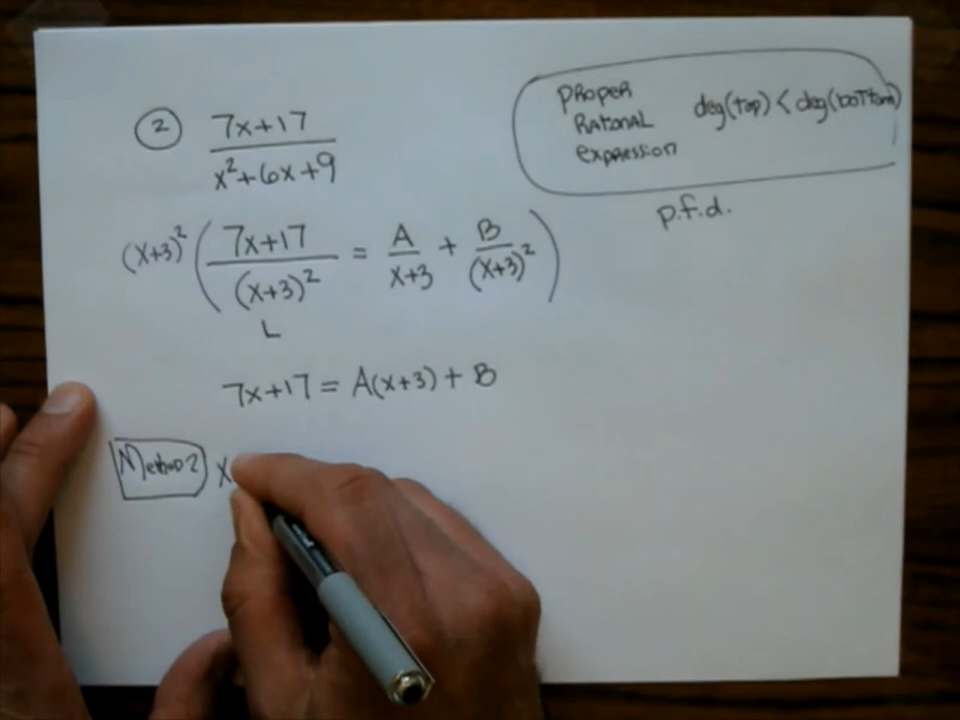 ② 7x+17 / x²+6x+9
(x+3)² ( 7x+17 / (x+3)² = A / x+3 + B / (x+3)² )
L
7x+17 = A(x+3) + B
Method 2 x
Proper
Rational
expression
deg(top) < deg(bottom)
p.f.d.